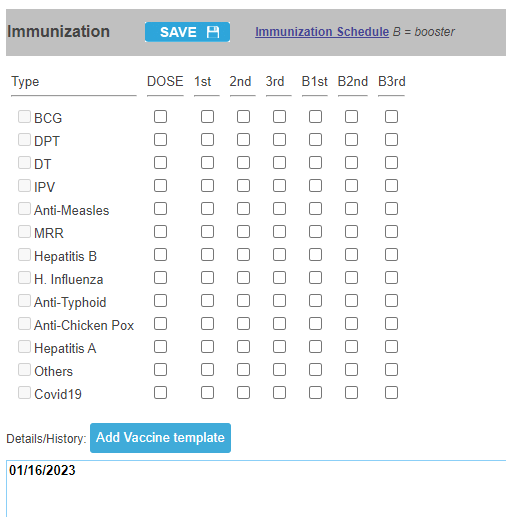 Immunization SAVE Immunization Schedule B = booster
Type DOSE 1st 2nd 3rd B1st B2nd B3rd
BCG
DPT
DT
IPV
Anti-Measles
MRR
Hepatitis B
H. Influenza
Anti-Typhoid
Anti-Chicken Pox
Hepatitis A
Others
Covid19
Details/History: Add Vaccine template
01/16/2023